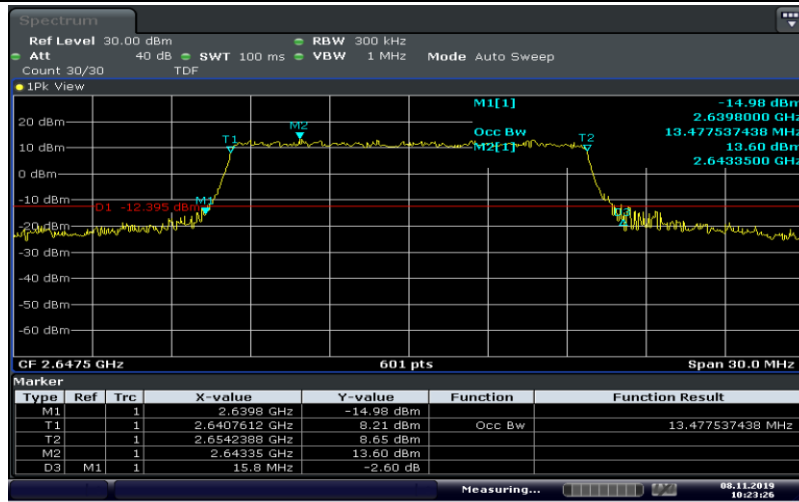 Spectrum
Ref Level 30.00 dBm RBW 300 kHz
Att 40 dB SWT 100 ms VBW 1 MHz Mode Auto Sweep
Count 30/30 TDF
1Pk View
M1[1] -14.98 dBm
2.6398000 GHz
20 dBm
Occ Bw 13.477537438 MHz
M2[1] 13.60 dBm
2.6433500 GHz
T1 M2 T2
10 dBm
0 dBm
-10 dBm
D1 -12.395 dBm M1
D3
-20 dBm
-30 dBm
-40 dBm
-50 dBm
-60 dBm
CF 2.6475 GHz 601 pts Span 30.0 MHz
Marker
Type Ref Trc X-value Y-value Function Function Result
M1 1 2.6398 GHz -14.98 dBm
T1 1 2.6407612 GHz 8.21 dBm Occ Bw 13.477537438 MHz
T2 1 2.6542388 GHz 8.65 dBm
M2 1 2.64335 GHz 13.60 dBm
D3 M1 1 15.8 MHz -2.60 dB
Measuring... 08.11.2019
10:23:26